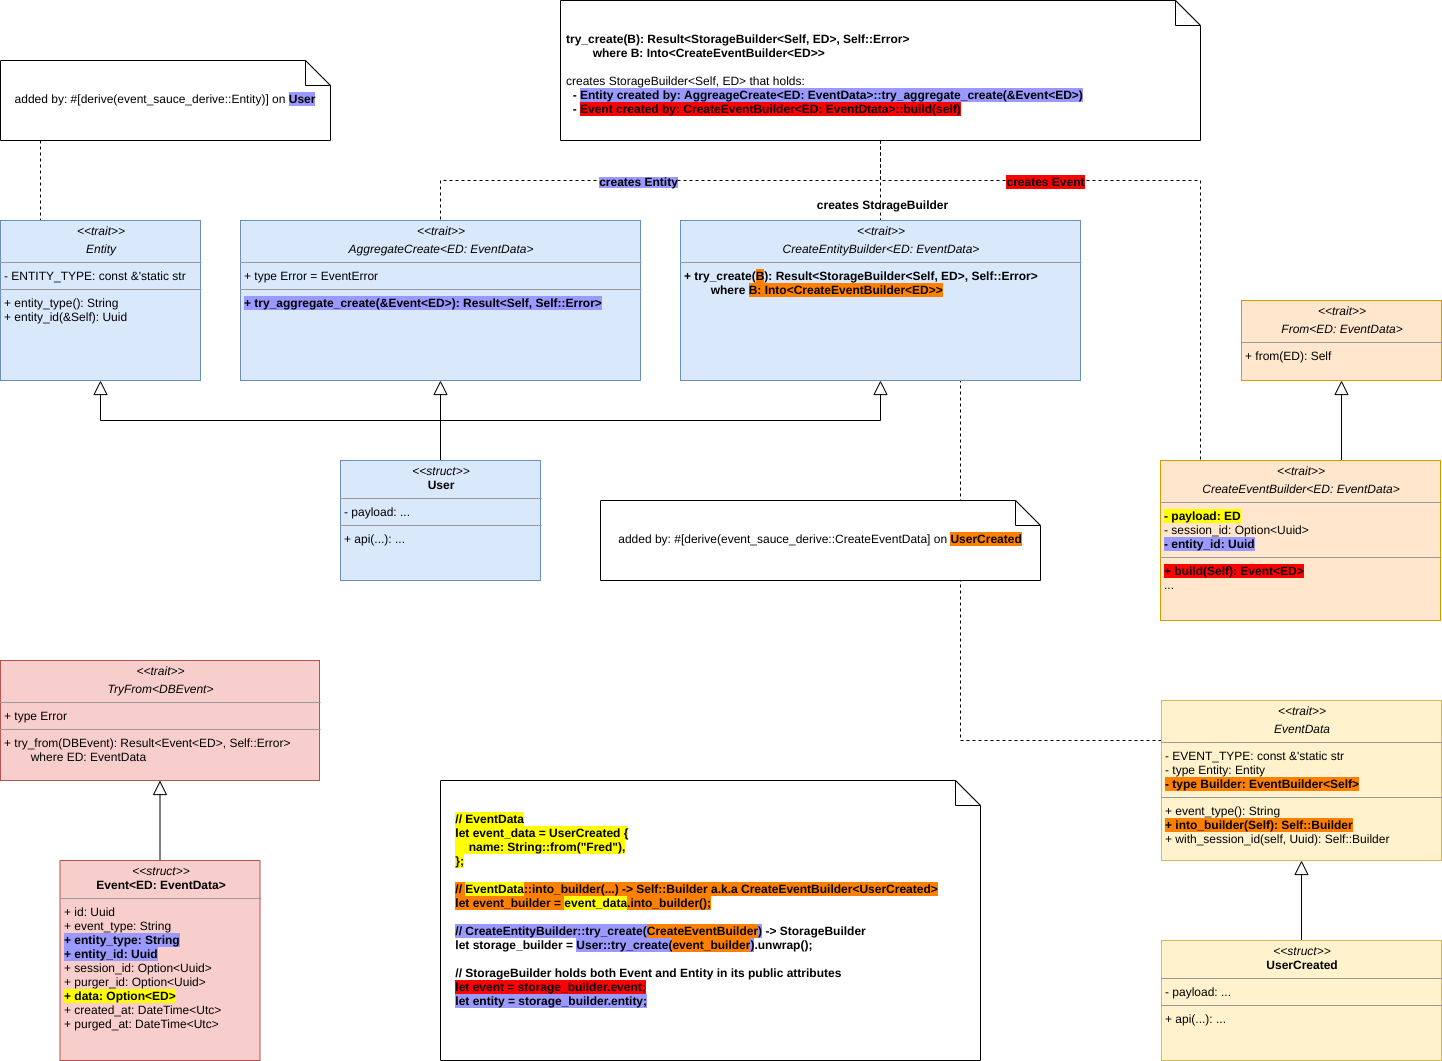 try_create(B): Result<StorageBuilder<Self, ED>, Self::Error>
where B: Into<CreateEventBuilder<ED>>
creates StorageBuilder<Self, ED> that holds:
- Entity created by: AggreageCreate<ED: EventData>::try_aggregate_create(&Event<ED>)
- Event created by: CreateEventBuilder<ED: EventDtata>::build(self)
added by: #[derive(event_sauce_derive::Entity)] on User
creates Entity
creates Event
creates StorageBuilder
<<trait>>
Entity
- ENTITY_TYPE: const &'static str
+ entity_type(): String
+ entity_id(&Self): Uuid
<<trait>>
AggregateCreate<ED: EventData>
+ type Error = EventError
+ try_aggregate_create(&Event<ED>): Result<Self, Self::Error>
<<trait>>
CreateEntityBuilder<ED: EventData>
+ try_create(B): Result<StorageBuilder<Self, ED>, Self::Error>
where B: Into<CreateEventBuilder<ED>>
<<trait>>
From<ED: EventData>
+ from(ED): Self
<<struct>>
User
- payload: ...
+ api(...): ...
added by: #[derive(event_sauce_derive::CreateEventData] on UserCreated
<<trait>>
CreateEventBuilder<ED: EventData>
- payload: ED
- session_id: Option<Uuid>
- entity_id: Uuid
+ build(Self): Event<ED>
...
<<trait>>
TryFrom<DBEvent>
+ type Error
+ try_from(DBEvent): Result<Event<ED>, Self::Error>
where ED: EventData
<<trait>>
EventData
- EVENT_TYPE: const &'static str
- type Entity: Entity
- type Builder: EventBuilder<Self>
+ event_type(): String
+ into_builder(Self): Self::Builder
+ with_session_id(self, Uuid): Self::Builder
<<struct>>
Event<ED: EventData>
+ id: Uuid
+ event_type: String
+ entity_type: String
+ entity_id: Uuid
+ session_id: Option<Uuid>
+ purger_id: Option<Uuid>
+ data: Option<ED>
+ created_at: DateTime<Utc>
+ purged_at: DateTime<Utc>
// EventData
let event_data = UserCreated {
name: String::from("Fred"),
};
// EventData::into_builder(...) -> Self::Builder a.k.a CreateEventBuilder<UserCreated>
let event_builder = event_data.into_builder();
// CreateEntityBuilder::try_create(CreateEventBuilder) -> StorageBuilder
let storage_builder = User::try_create(event_builder).unwrap();
// StorageBuilder holds both Event and Entity in its public attributes
let event = storage_builder.event;
let entity = storage_builder.entity;
<<struct>>
UserCreated
- payload: ...
+ api(...): ...